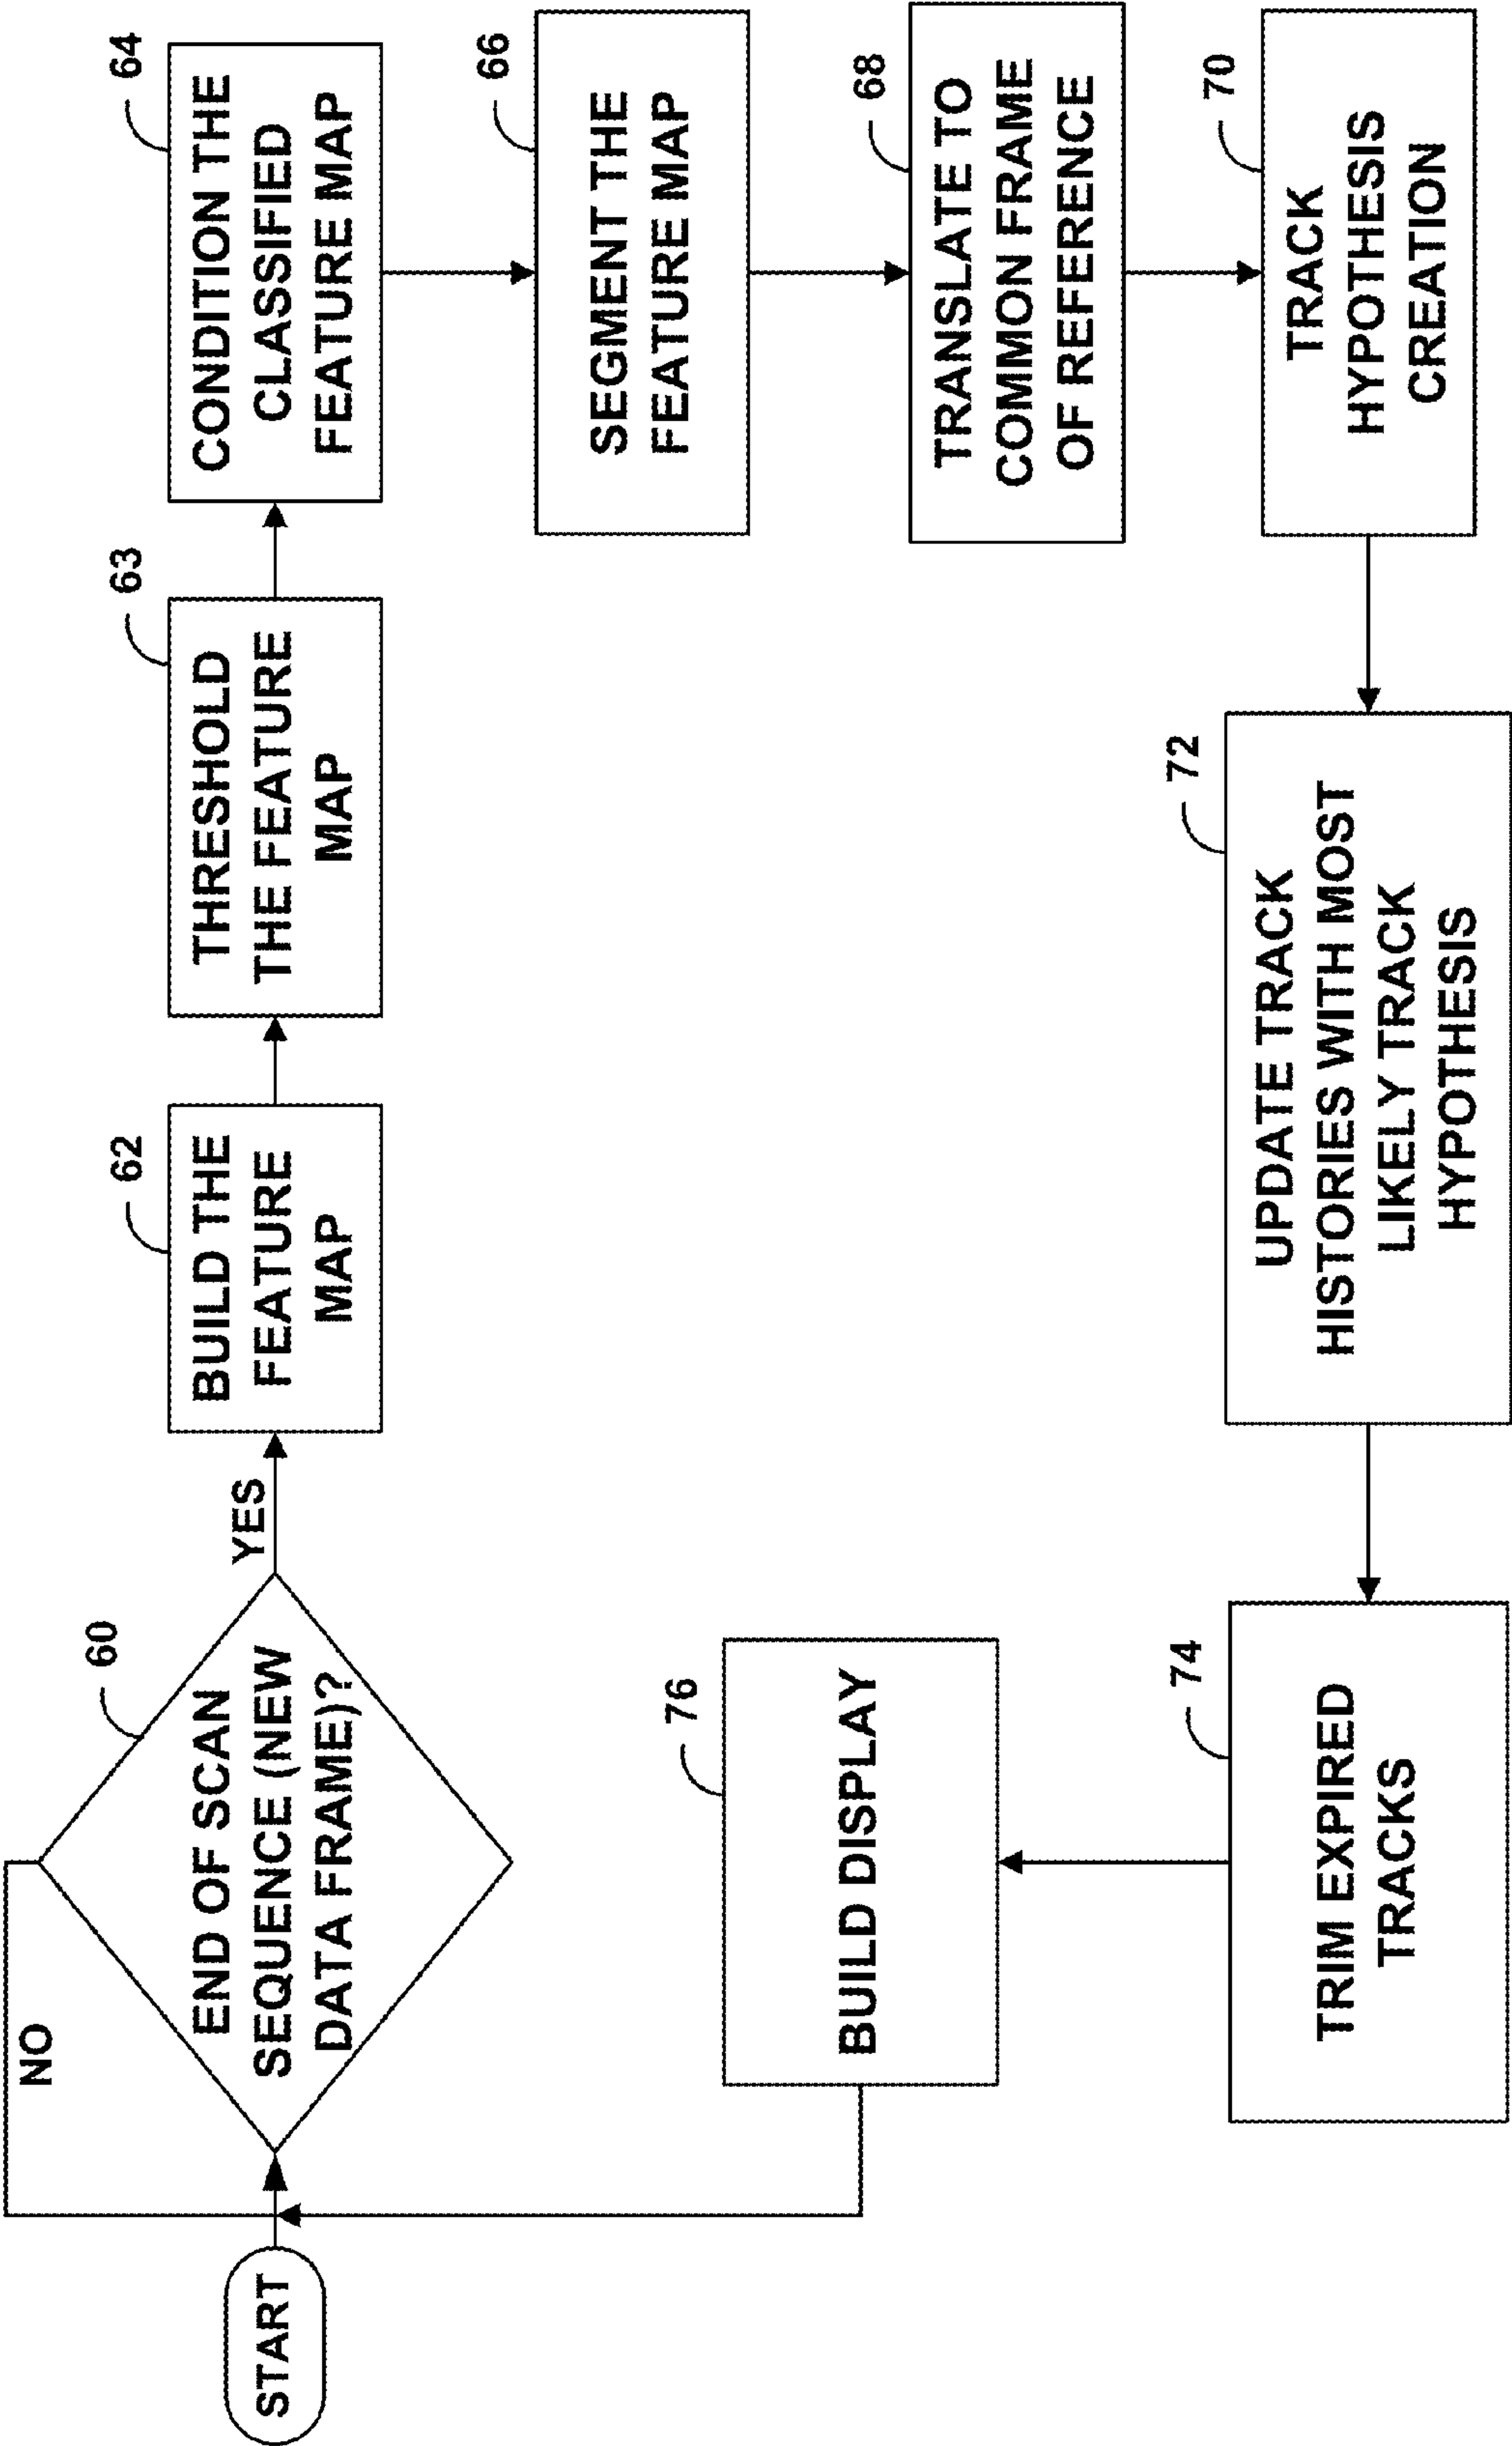 START
NO
60
END OF SCAN
SEQUENCE (NEW
DATA FRAME)?
YES
62
BUILD THE
FEATURE
MAP
63
THRESHOLD
THE FEATURE
MAP
64
CONDITION THE
CLASSIFIED
FEATURE MAP
66
SEGMENT THE
FEATURE MAP
68
TRANSLATE TO
COMMON FRAME
OF REFERENCE
70
TRACK
HYPOTHESIS
CREATION
72
UPDATE TRACK
HISTORIES WITH MOST
LIKELY TRACK
HYPOTHESIS
74
TRIM EXPIRED
TRACKS
76
BUILD DISPLAY